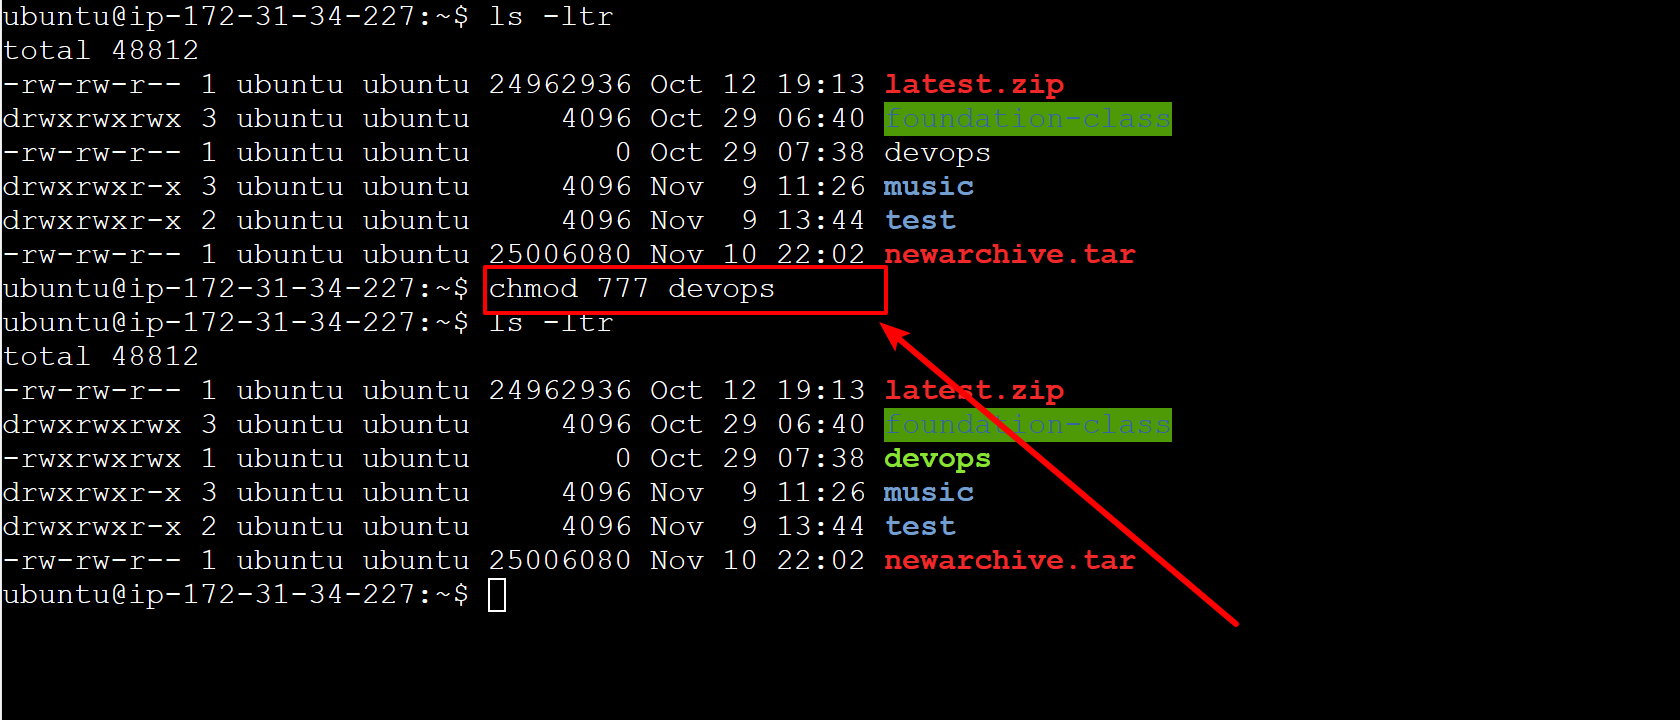 ubuntu@ip-172-31-34-227:~$ ls -ltr
total 48812
-rw-rw-r-- 1 ubuntu ubuntu 24962936 Oct 12 19:13 latest.zip
drwxrwxrwx 3 ubuntu ubuntu     4096 Oct 29 06:40 foundation-class
-rw-rw-r-- 1 ubuntu ubuntu        0 Oct 29 07:38 devops
drwxrwxr-x 3 ubuntu ubuntu     4096 Nov  9 11:26 music
drwxrwxr-x 2 ubuntu ubuntu     4096 Nov  9 13:44 test
-rw-rw-r-- 1 ubuntu ubuntu 25006080 Nov 10 22:02 newarchive.tar
ubuntu@ip-172-31-34-227:~$ chmod 777 devops
ubuntu@ip-172-31-34-227:~$ ls -ltr
total 48812
-rw-rw-r-- 1 ubuntu ubuntu 24962936 Oct 12 19:13 latest.zip
drwxrwxrwx 3 ubuntu ubuntu     4096 Oct 29 06:40 foundation-class
-rwxrwxrwx 1 ubuntu ubuntu        0 Oct 29 07:38 devops
drwxrwxr-x 3 ubuntu ubuntu     4096 Nov  9 11:26 music
drwxrwxr-x 2 ubuntu ubuntu     4096 Nov  9 13:44 test
-rw-rw-r-- 1 ubuntu ubuntu 25006080 Nov 10 22:02 newarchive.tar
ubuntu@ip-172-31-34-227:~$